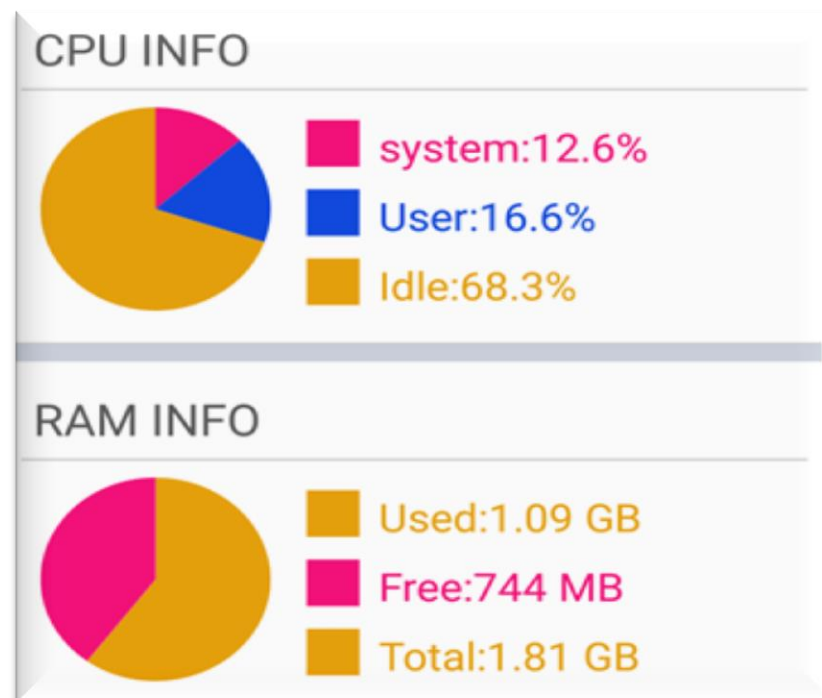 CPU INFO
system:12.6%
User:16.6%
Idle:68.3%
RAM INFO
Used:1.09 GB
Free:744 MB
Total:1.81 GB